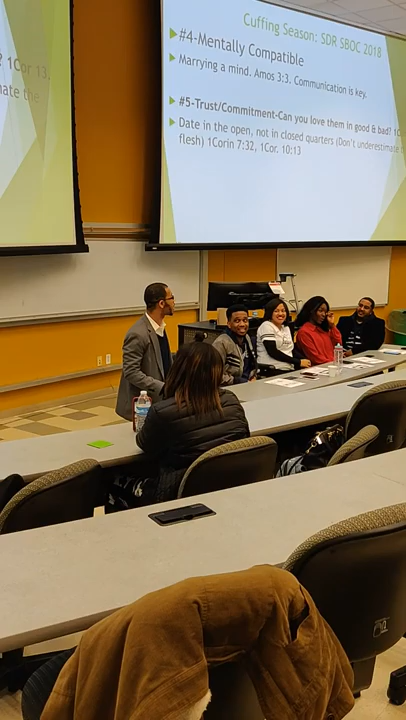 ? 1Cor 13,
mate the
Cuffing Season: SDR SBOC 2018
#4-Mentally Compatible
Marrying a mind. Amos 3:3. Communication is key.
#5-Trust/Commitment-Can you love them in good & bad? 1C
Date in the open, not in closed quarters (Don't underestimate
flesh) 1Corin 7:32, 1Cor. 10:13